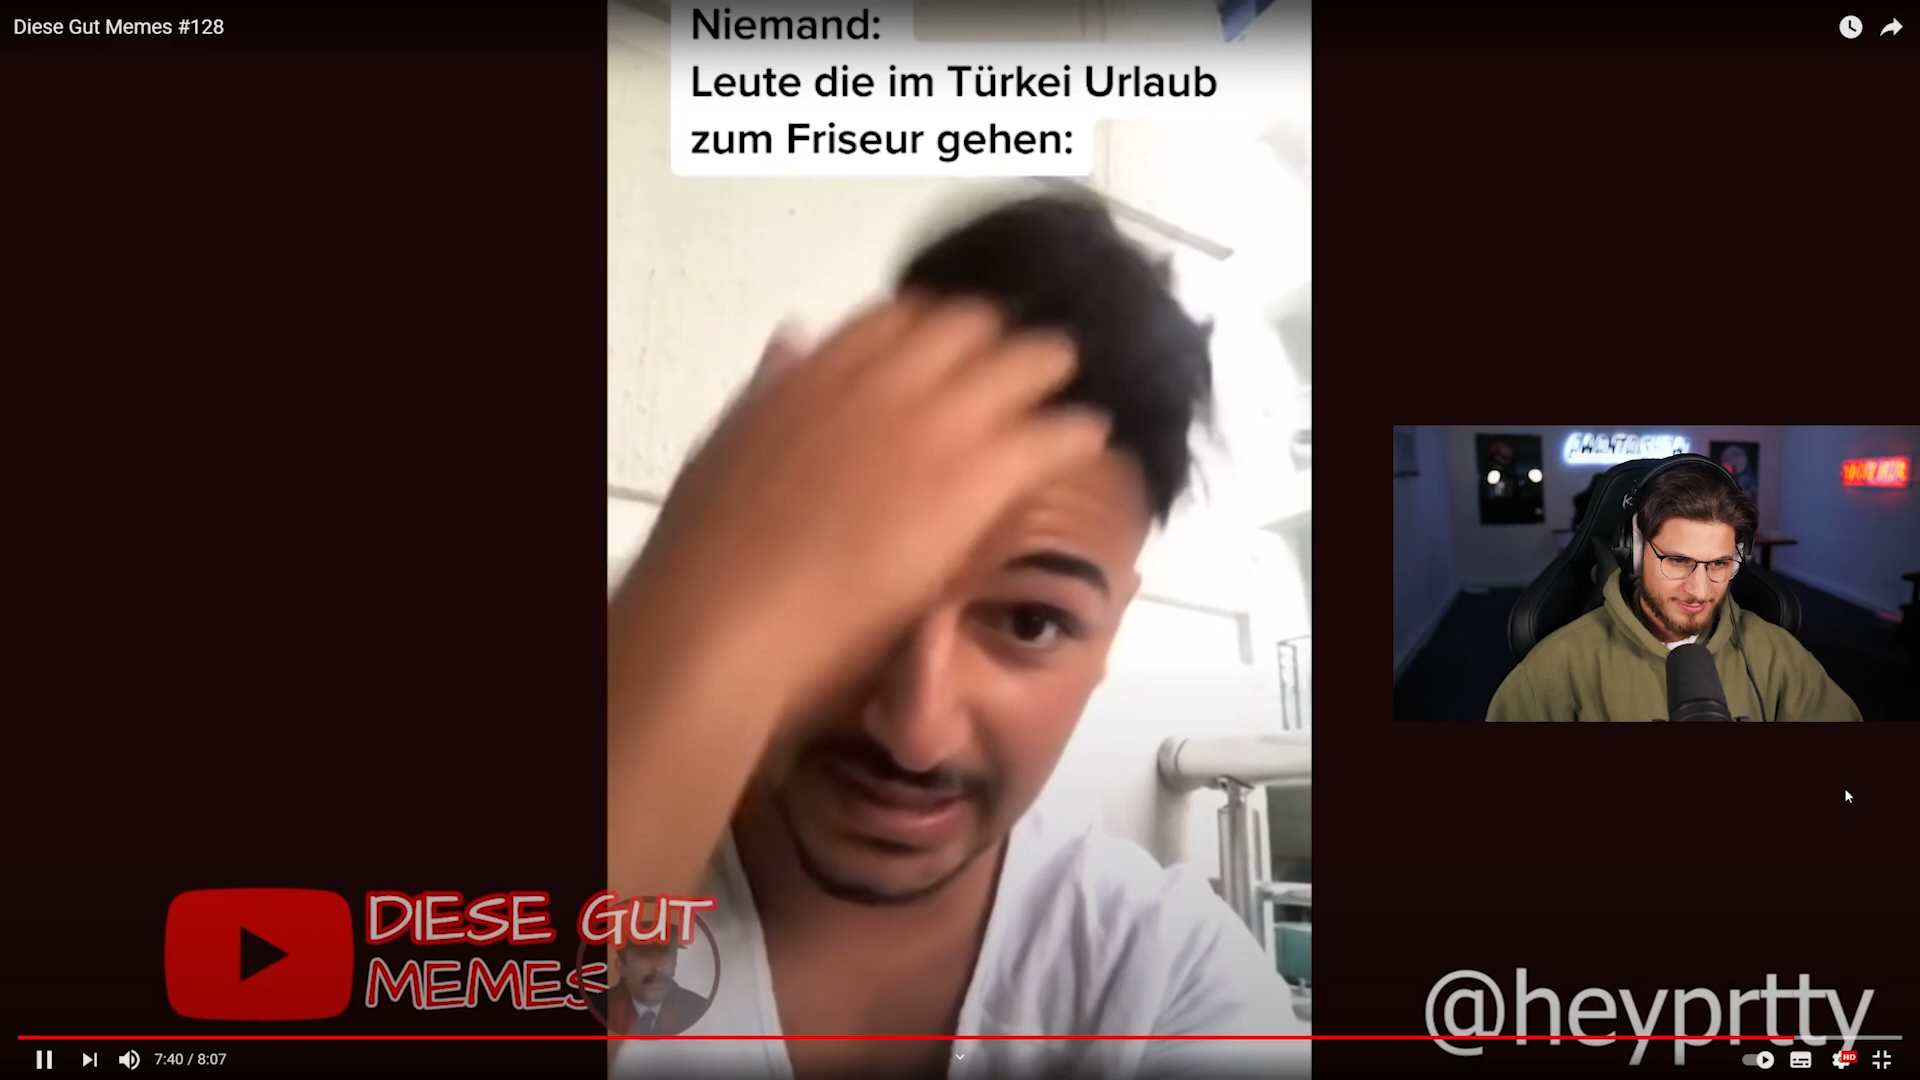 Diese Gut Memes #128
Niemand:
Leute die im Türkei Urlaub
zum Friseur gehen:
DIESE GUT
MEMES
@heyprtty
7:40 / 8:07
HD